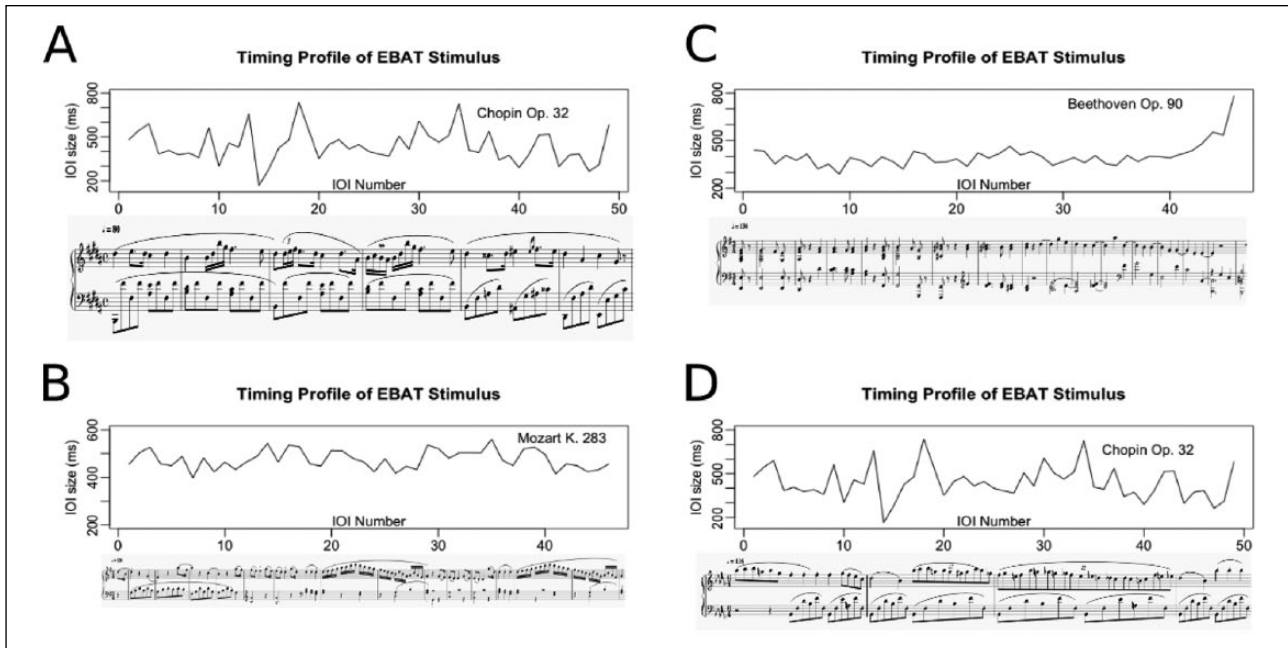 A
Timing Profile of EBAT Stimulus
IOI size (ms)
800
500
200
Chopin Op. 32
IOI Number
0 10 20 30 40 50
B
Timing Profile of EBAT Stimulus
IOI size (ms)
600
400
200
Mozart K. 283
IOI Number
0 10 20 30 40
C
Timing Profile of EBAT Stimulus
IOI size (ms)
800
500
200
Beethoven Op. 90
IOI Number
0 10 20 30 40
D
Timing Profile of EBAT Stimulus
IOI size (ms)
800
500
200
Chopin Op. 32
IOI Number
0 10 20 30 40 50